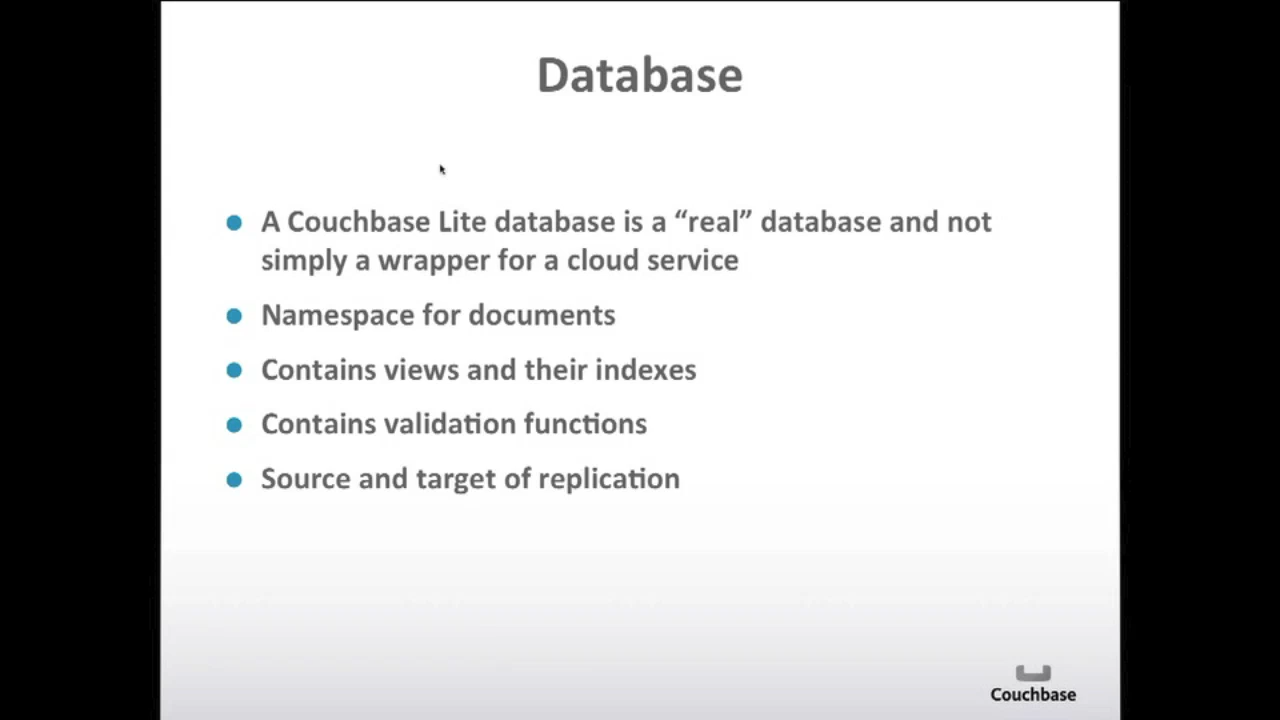 Database
A Couchbase Lite database is a “real” database and not
simply a wrapper for a cloud service
Namespace for documents
Contains views and their indexes
Contains validation functions
Source and target of replication
Couchbase